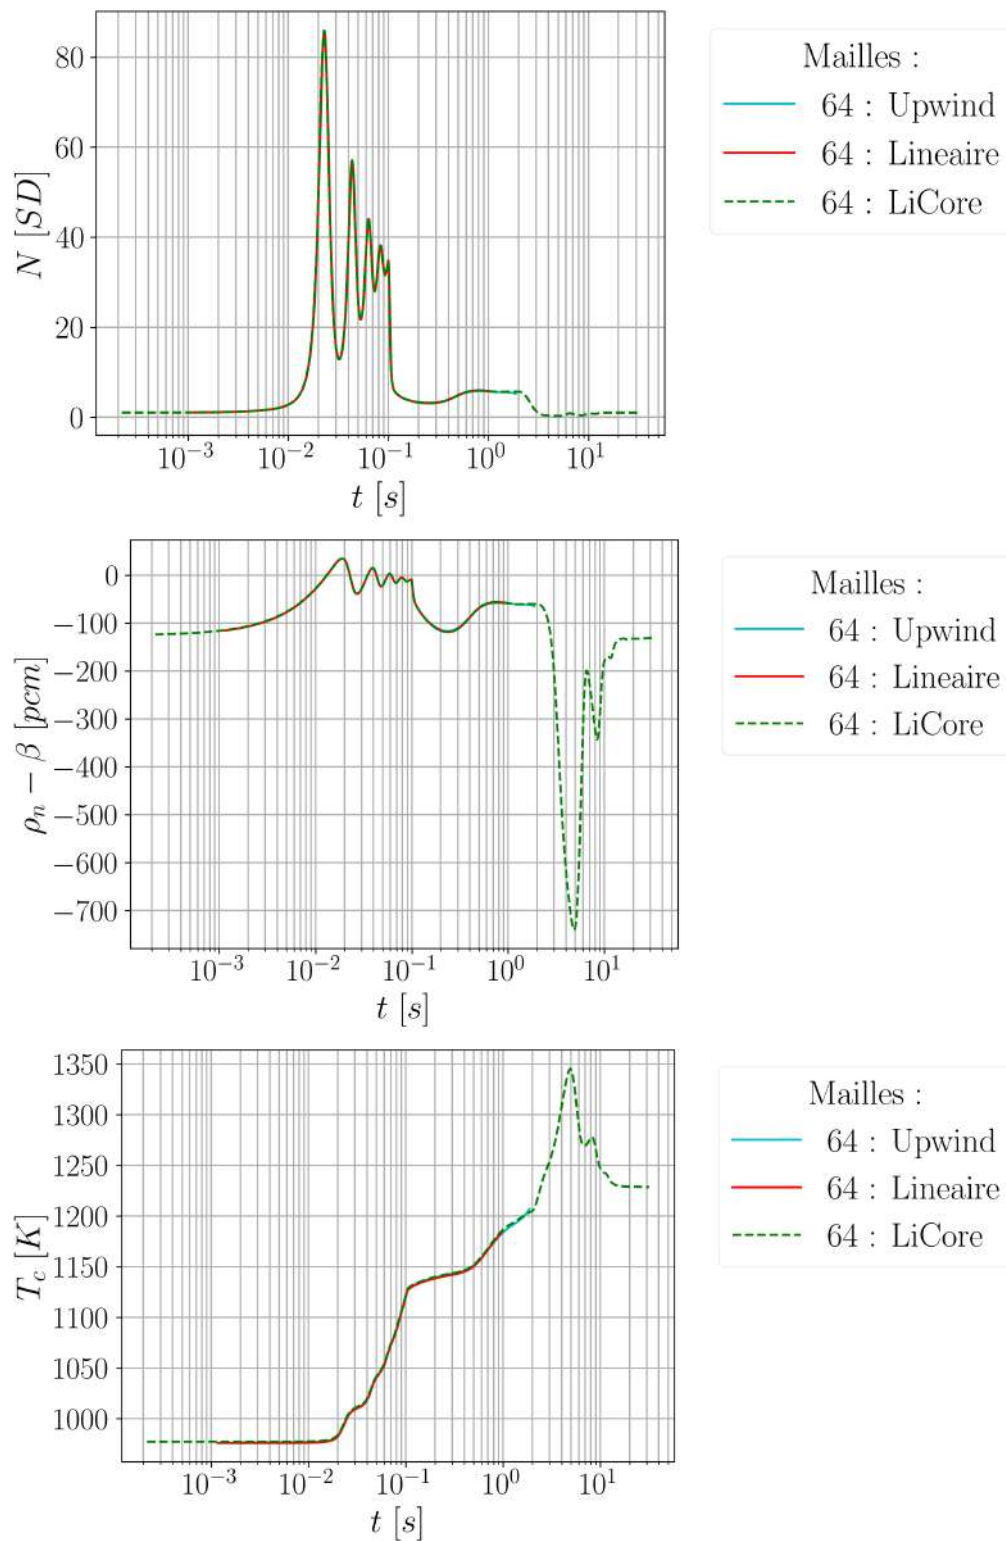 80
60
40
20
0
N [SD]
10⁻³ 10⁻² 10⁻¹ 10⁰ 10¹
t [s]
Mailles :
64 : Upwind
64 : Lineaire
64 : LiCore
0
−100
−200
−300
−400
−500
−600
−700
ρₙ − β [pcm]
10⁻³ 10⁻² 10⁻¹ 10⁰ 10¹
t [s]
Mailles :
64 : Upwind
64 : Lineaire
64 : LiCore
1350
1300
1250
1200
1150
1100
1050
1000
T_c [K]
10⁻³ 10⁻² 10⁻¹ 10⁰ 10¹
t [s]
Mailles :
64 : Upwind
64 : Lineaire
64 : LiCore